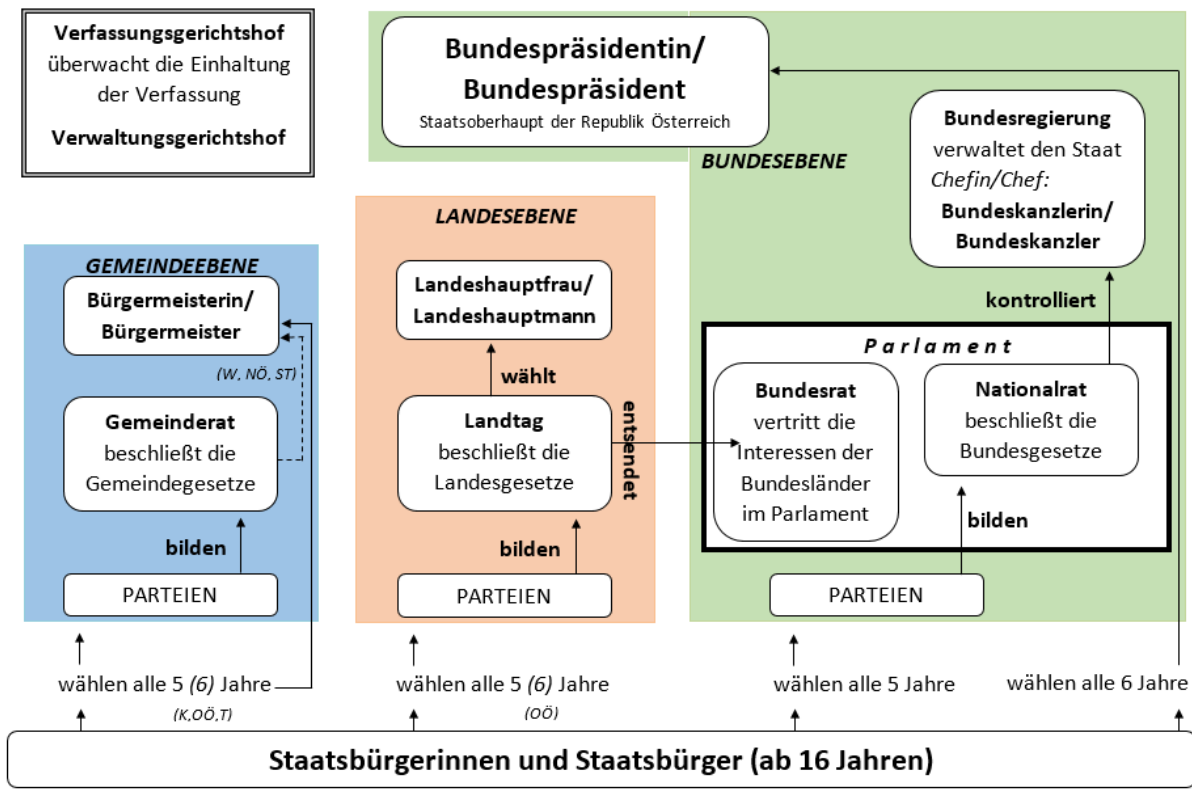 Verfassungsgerichtshof
überwacht die Einhaltung
der Verfassung
Verwaltungsgerichtshof
Bundespräsidentin/
Bundespräsident
Staatsoberhaupt der Republik Österreich
BUNDESEBENE
Bundesregierung
verwaltet den Staat
Chefin/Chef:
Bundeskanzlerin/
Bundeskanzler
kontrolliert
Parlament
Bundesrat
vertritt die
Interessen der
Bundesländer
im Parlament
Nationalrat
beschließt die
Bundesgesetze
bilden
PARTEIEN
LANDESEBENE
Landeshauptfrau/
Landeshauptmann
wählt
entsendet
Landtag
beschließt die
Landesgesetze
bilden
PARTEIEN
GEMEINDEEBENE
Bürgermeisterin/
Bürgermeister
(W, NÖ, ST)
Gemeinderat
beschließt die
Gemeindegesetze
bilden
PARTEIEN
wählen alle 5 (6) Jahre
(K,OÖ,T)
wählen alle 5 (6) Jahre
(OÖ)
wählen alle 5 Jahre
wählen alle 6 Jahre
Staatsbürgerinnen und Staatsbürger (ab 16 Jahren)